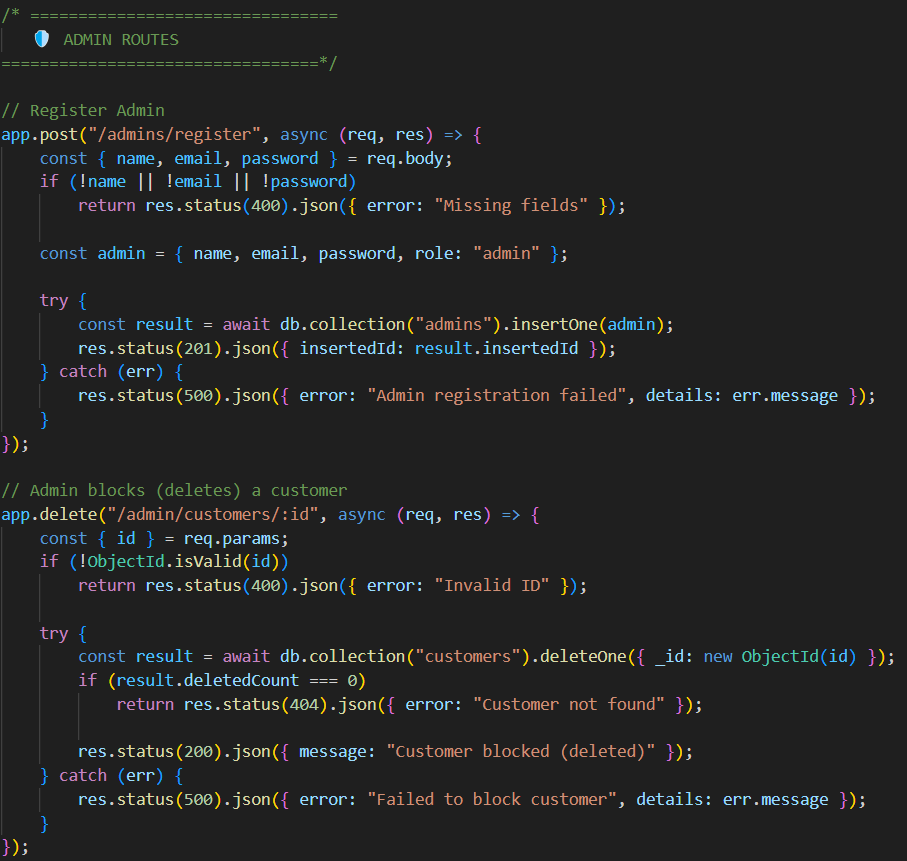 /* ================================
🛡️ ADMIN ROUTES
=================================*/
// Register Admin
app.post("/admins/register", async (req, res) => {
const { name, email, password } = req.body;
if (!name || !email || !password)
return res.status(400).json({ error: "Missing fields" });
const admin = { name, email, password, role: "admin" };
try {
const result = await db.collection("admins").insertOne(admin);
res.status(201).json({ insertedId: result.insertedId });
} catch (err) {
res.status(500).json({ error: "Admin registration failed", details: err.message });
}
});
// Admin blocks (deletes) a customer
app.delete("/admin/customers/:id", async (req, res) => {
const { id } = req.params;
if (!ObjectId.isValid(id))
return res.status(400).json({ error: "Invalid ID" });
try {
const result = await db.collection("customers").deleteOne({ _id: new ObjectId(id) });
if (result.deletedCount === 0)
return res.status(404).json({ error: "Customer not found" });
res.status(200).json({ message: "Customer blocked (deleted)" });
} catch (err) {
res.status(500).json({ error: "Failed to block customer", details: err.message });
}
});